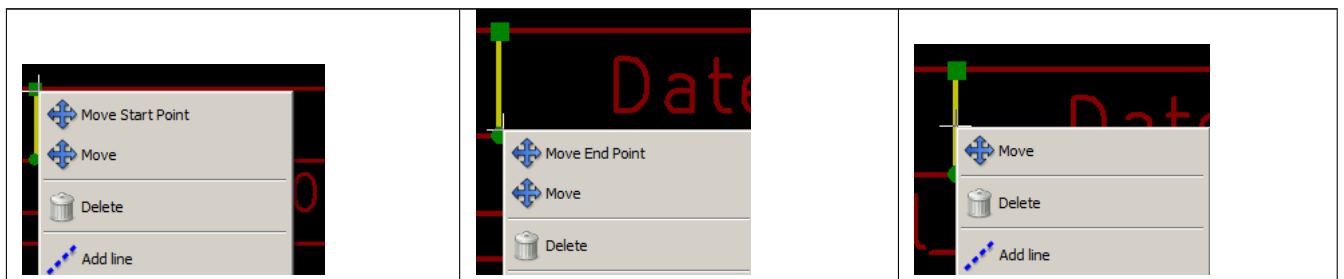 Move Start Point
Move
Delete
Add line
Date
Move End Point
Move
Delete
Move
Delete
Add line